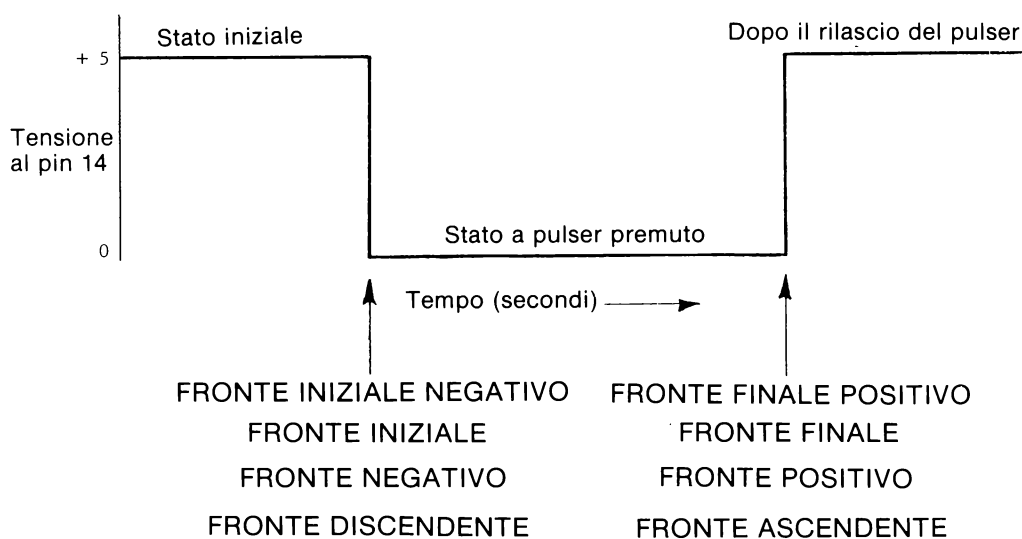 Stato iniziale
Dopo il rilascio del pulser
+ 5
Tensione
al pin 14
Stato a pulser premuto
0
Tempo (secondi)
FRONTE INIZIALE NEGATIVO
FRONTE FINALE POSITIVO
FRONTE INIZIALE
FRONTE FINALE
FRONTE NEGATIVO
FRONTE POSITIVO
FRONTE DISCENDENTE
FRONTE ASCENDENTE